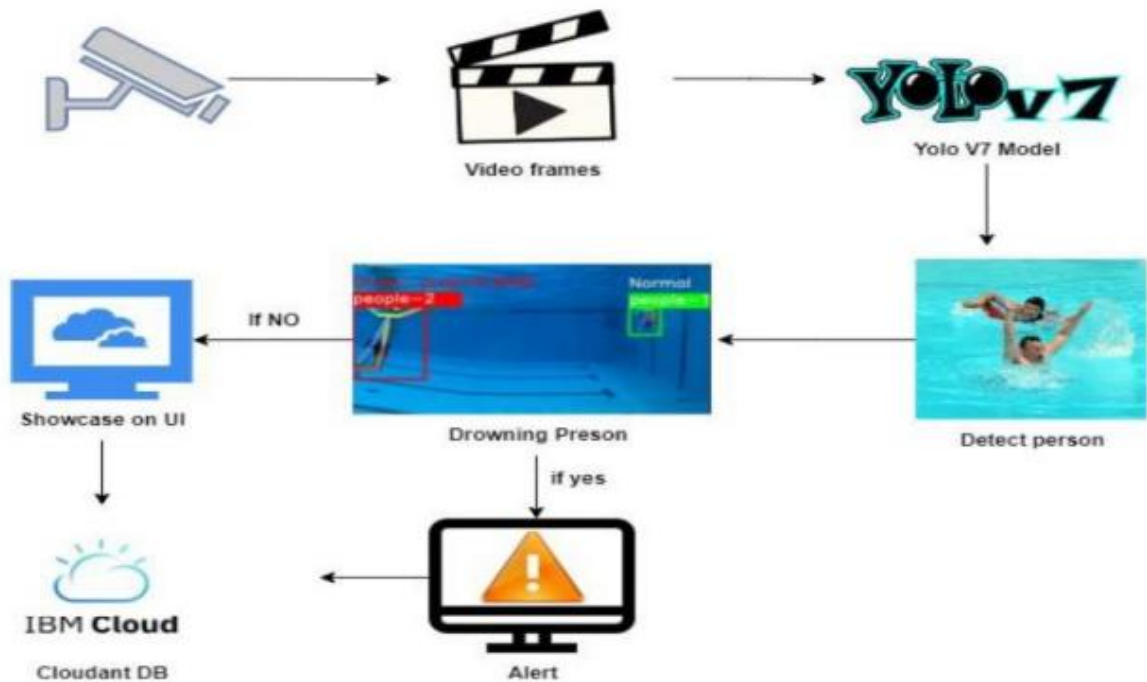 YOLOv7
Video frames
Yolo V7 Model
people-2
Normal
people-1
If NO
Showcase on UI
Drowning Preson
Detect person
if yes
IBM Cloud
Cloudant DB
Alert